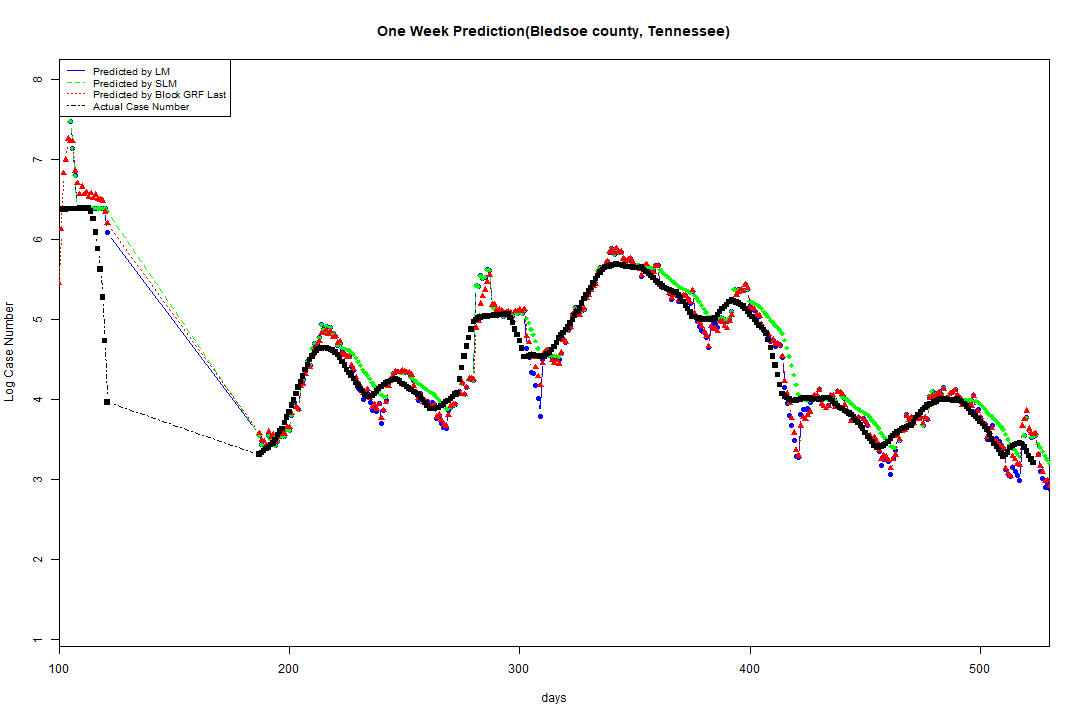 One Week Prediction(Bledsoe county, Tennessee)
Predicted by LM
Predicted by SLM
Predicted by Block GRF Last
Actual Case Number
8
7
6
5
4
3
2
1
Log Case Number
100 200 300 400 500
days